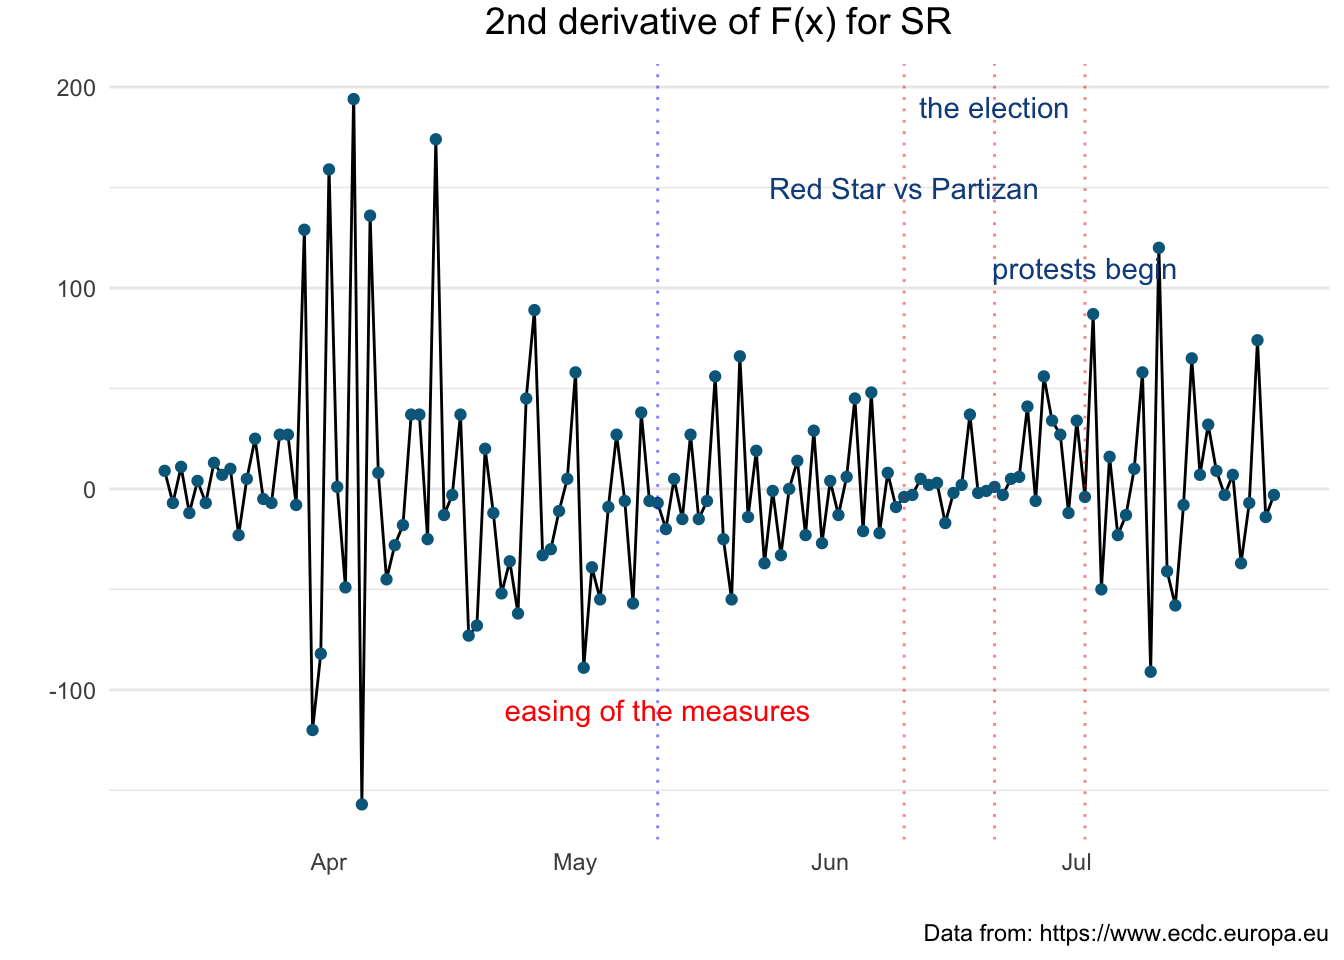 2nd derivative of F(x) for SR
200
the election
Red Star vs Partizan
protests begin
100
0
-100
easing of the measures
Apr May Jun Jul
Data from: https://www.ecdc.europa.eu